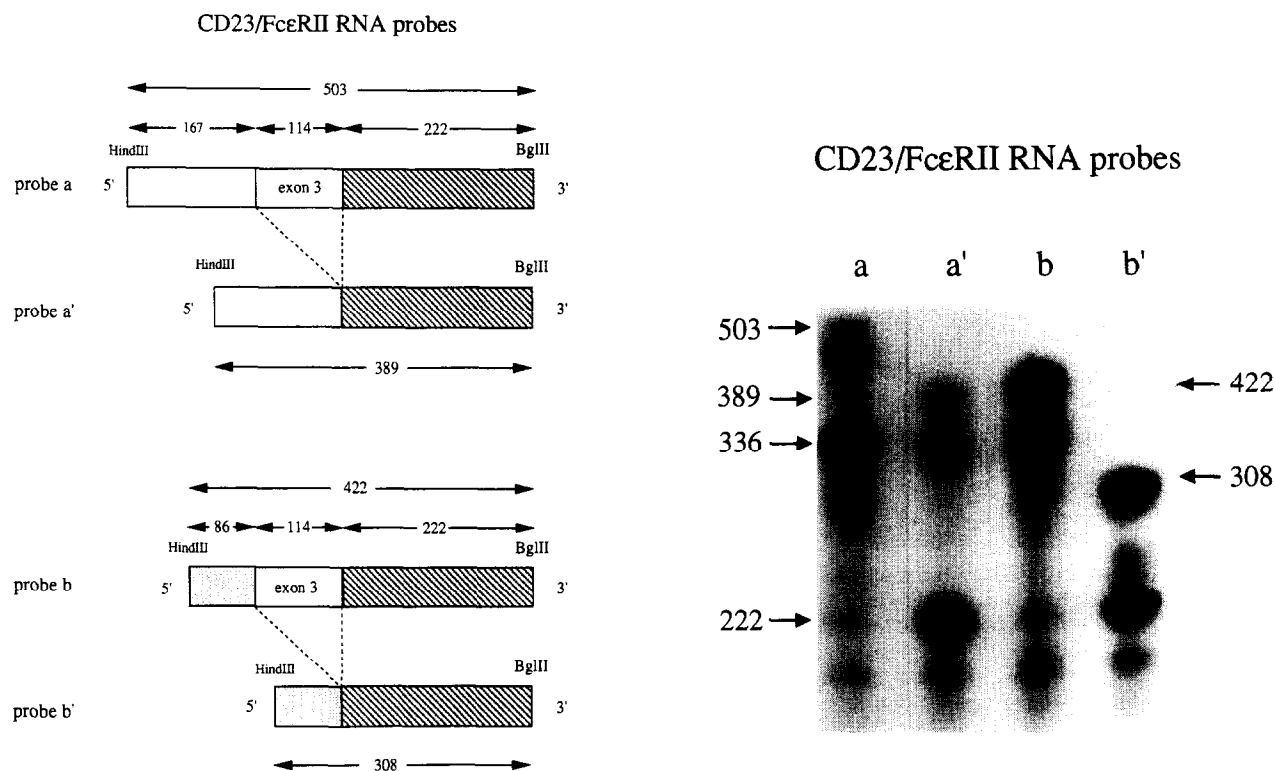 CD23/FcεRII RNA probes
503
167 114 222
HindIII BglII
probe a 5' exon 3 3'
HindIII BglII
probe a' 5' 3'
389
422
86 114 222
HindIII BglII
probe b 5' exon 3 3'
HindIII BglII
probe b' 5' 3'
308
CD23/FcεRII RNA probes
a a' b b'
503
389
336
222
422
308